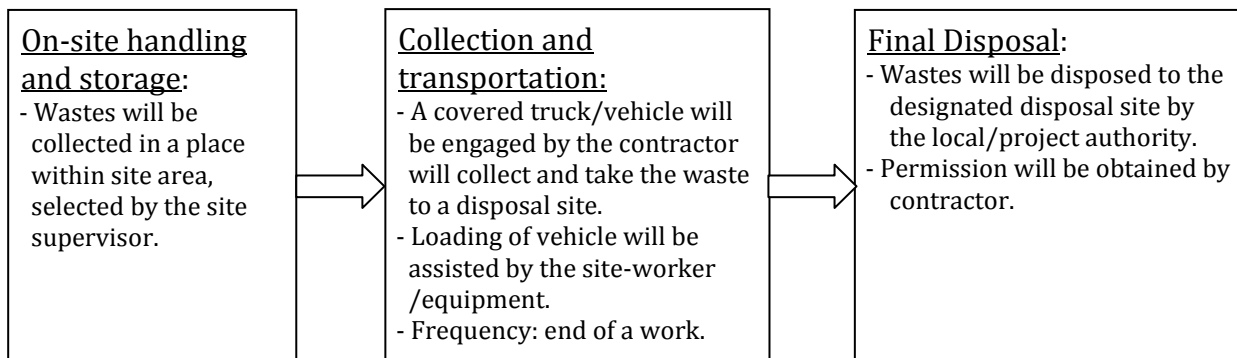 On-site handling
and storage:
- Wastes will be
collected in a place
within site area,
selected by the site
supervisor.
Collection and
transportation:
- A covered truck/vehicle will
be engaged by the contractor
will collect and take the waste
to a disposal site.
- Loading of vehicle will be
assisted by the site-worker
/equipment.
- Frequency: end of a work.
Final Disposal:
- Wastes will be disposed to the
designated disposal site by
the local/project authority.
- Permission will be obtained by
contractor.